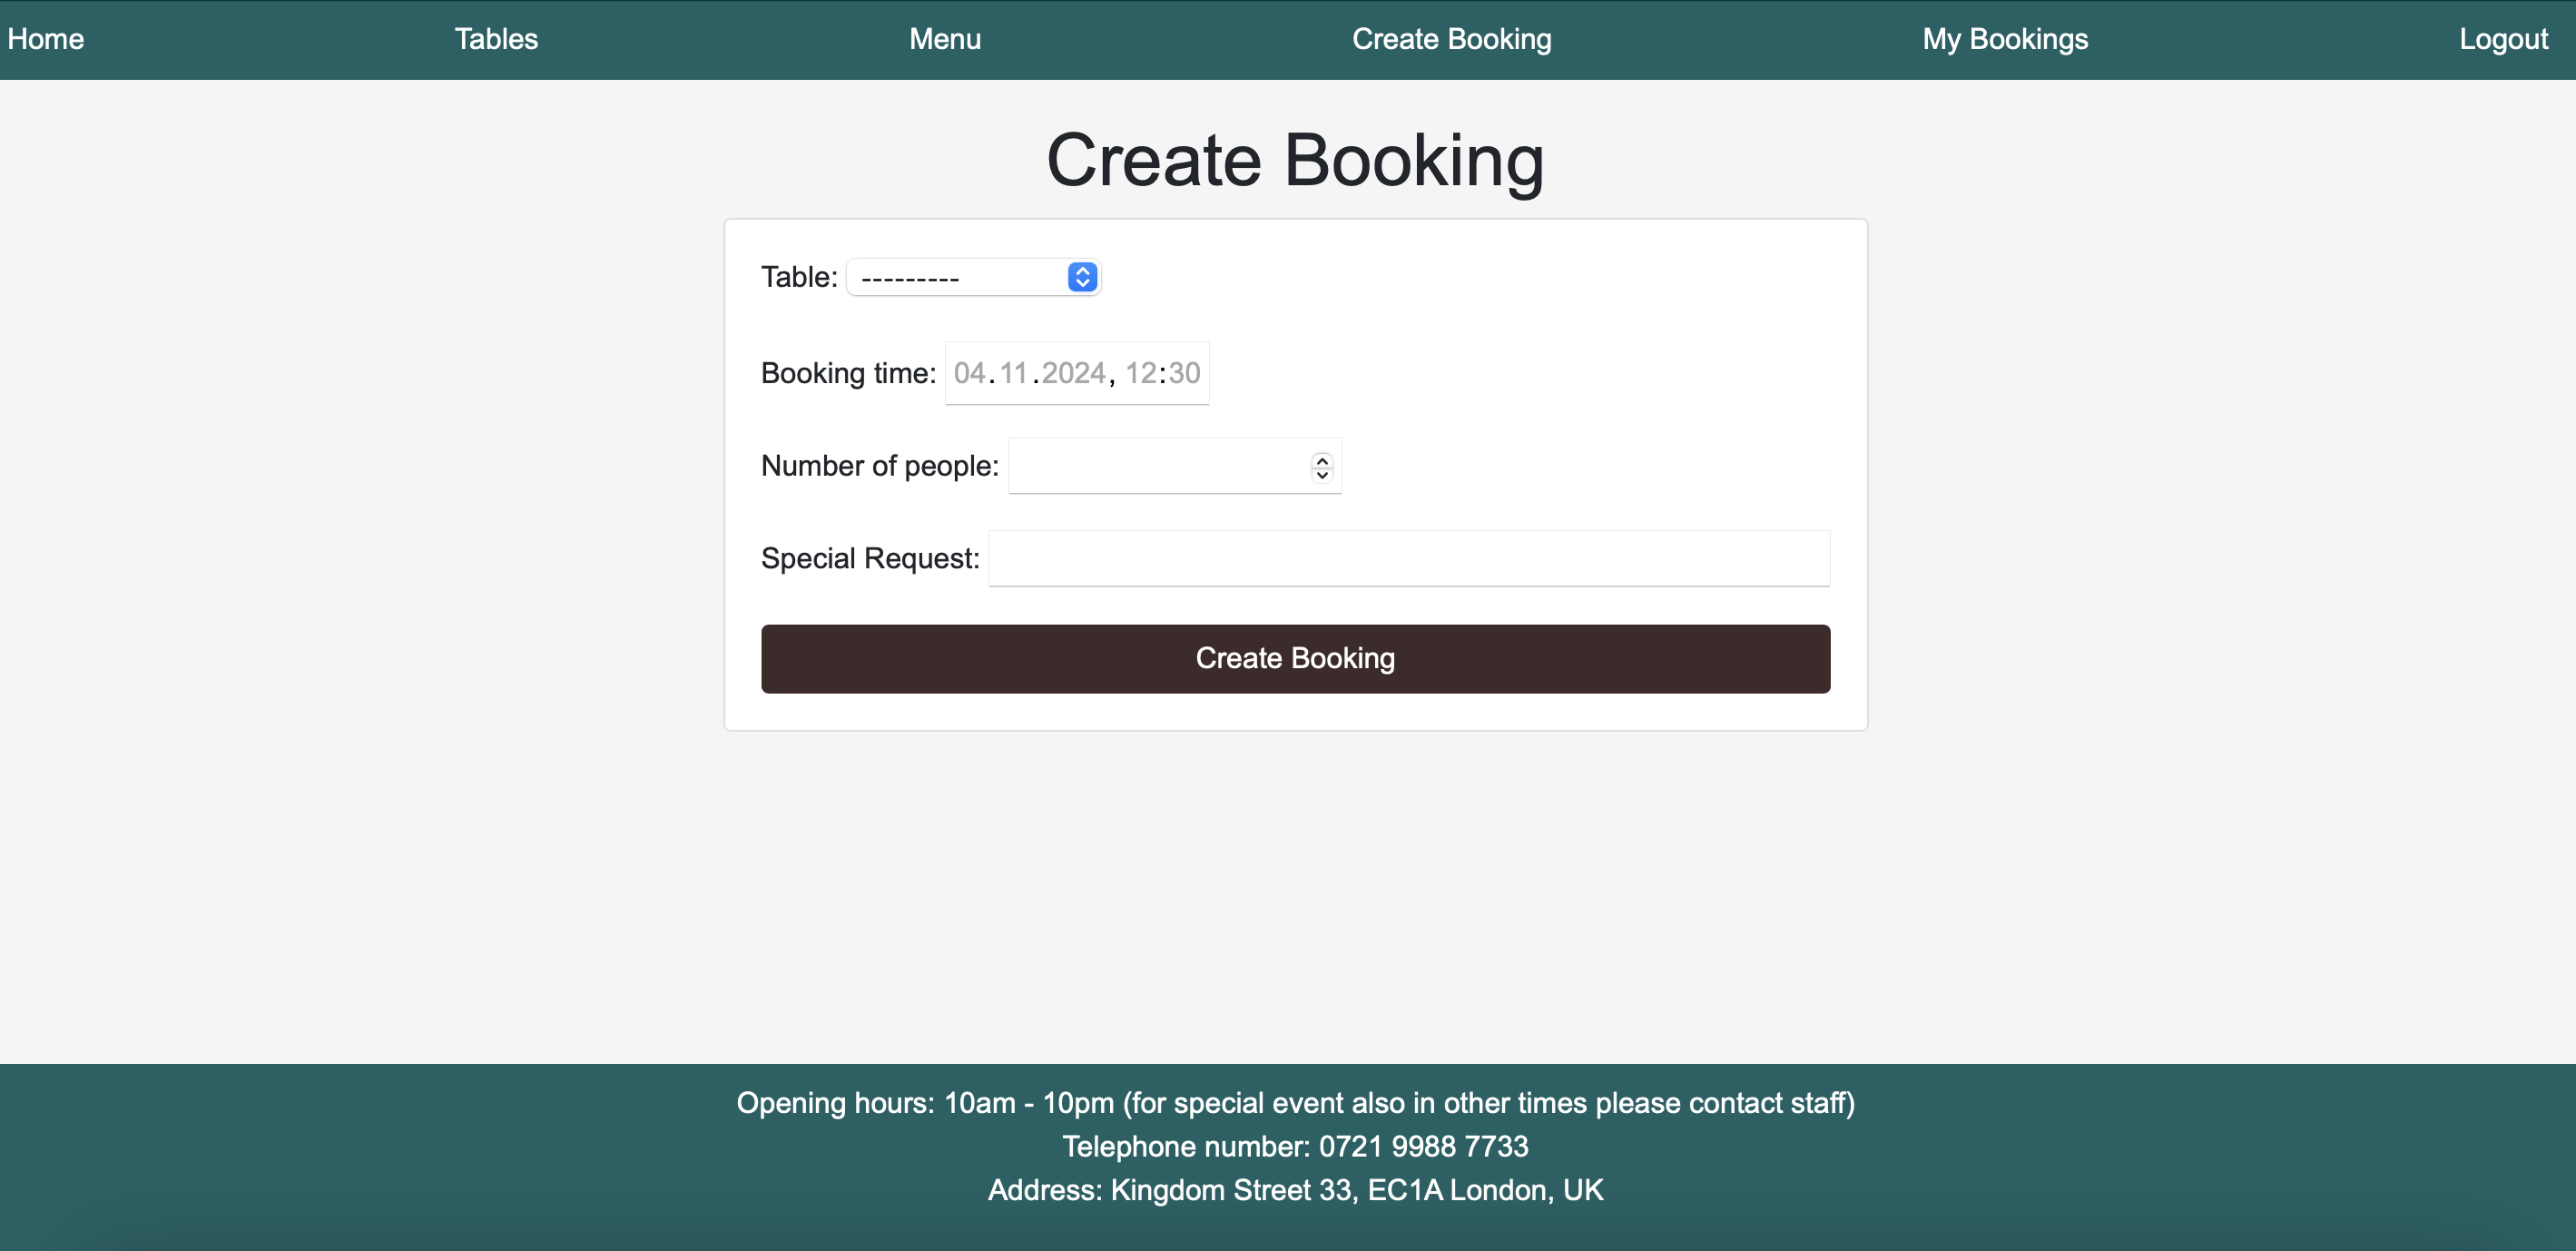 Home Tables Menu Create Booking My Bookings Logout
Create Booking
Table: ---------
Booking time: 04.11.2024, 12:30
Number of people:
Special Request:
Create Booking
Opening hours: 10am - 10pm (for special event also in other times please contact staff)
Telephone number: 0721 9988 7733
Address: Kingdom Street 33, EC1A London, UK